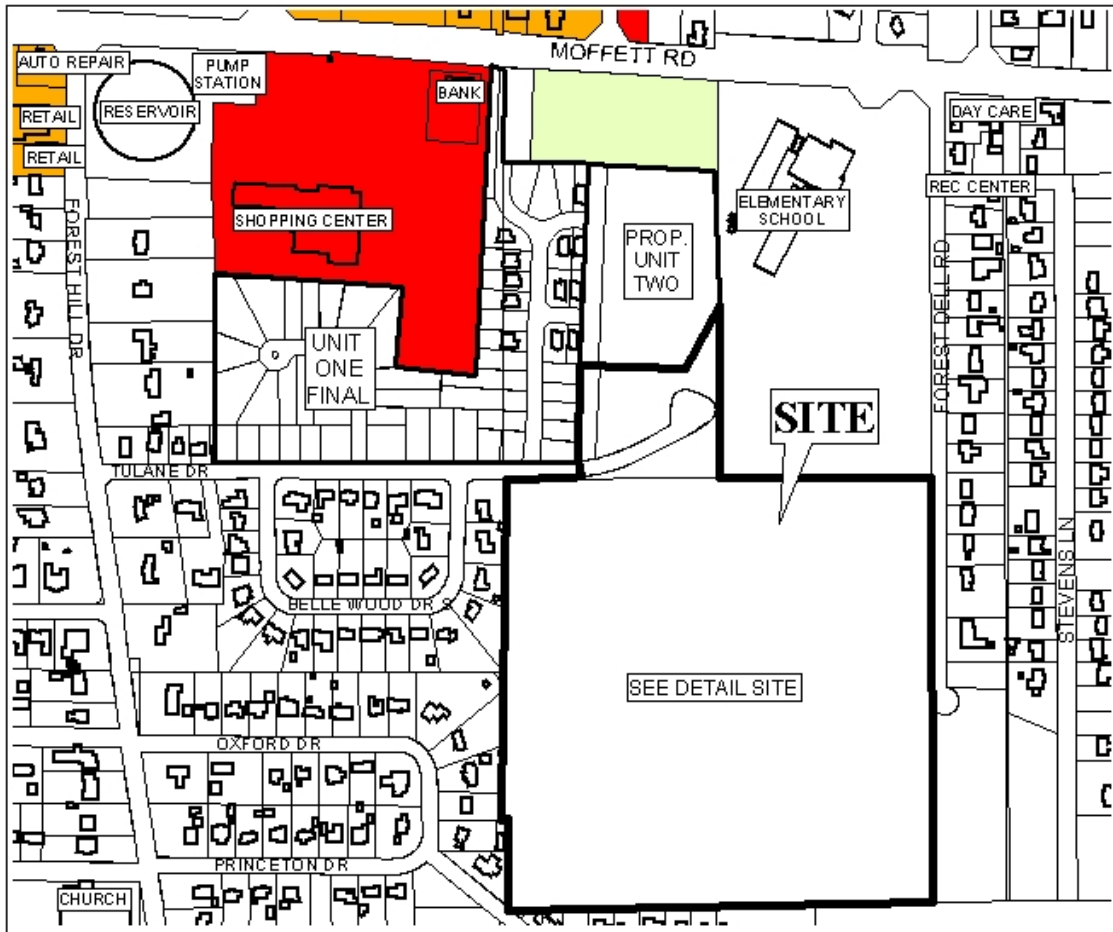 MOFFETT RD
AUTO REPAIR
PUMP
STATION
BANK
RETAIL
RESERVOIR
DAY CARE
RETAIL
REC CENTER
SHOPPING CENTER
ELEMENTARY
SCHOOL
FOREST HILL DR
PROP.
UNIT
TWO
FOREST DELL RD
UNIT
ONE
FINAL
SITE
TULANE DR
BELLE WOOD DR S
STEVENS LN
SEE DETAIL SITE
OXFORD DR
PRINCETON DR
CHURCH